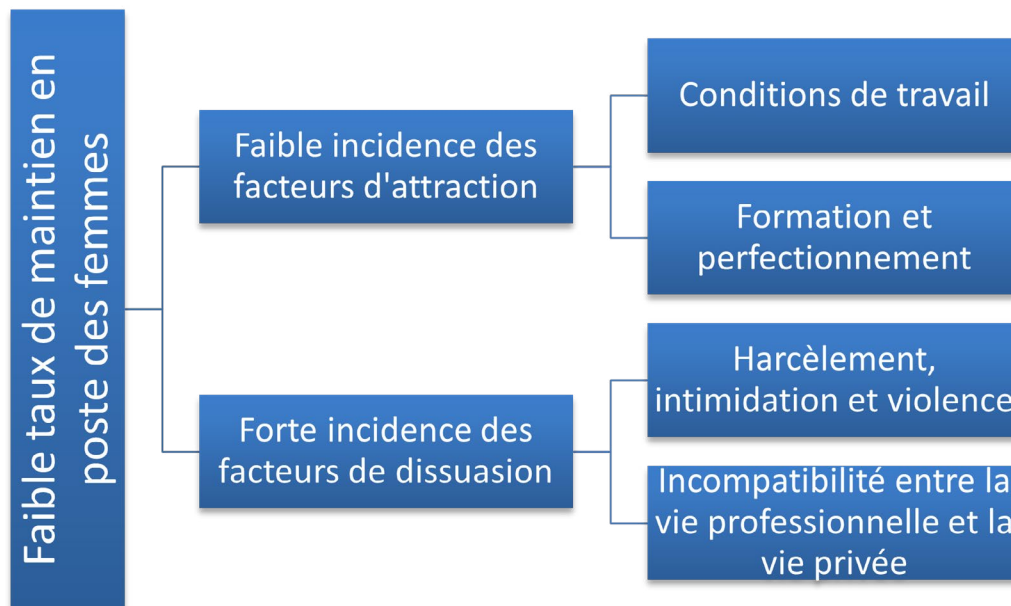 Faible taux de maintien en
poste des femmes
Faible incidence des
facteurs d'attraction
Conditions de travail
Formation et
perfectionnement
Forte incidence des
facteurs de dissuasion
Harcèlement,
intimidation et violence
Incompatibilité entre la
vie professionnelle et la
vie privée